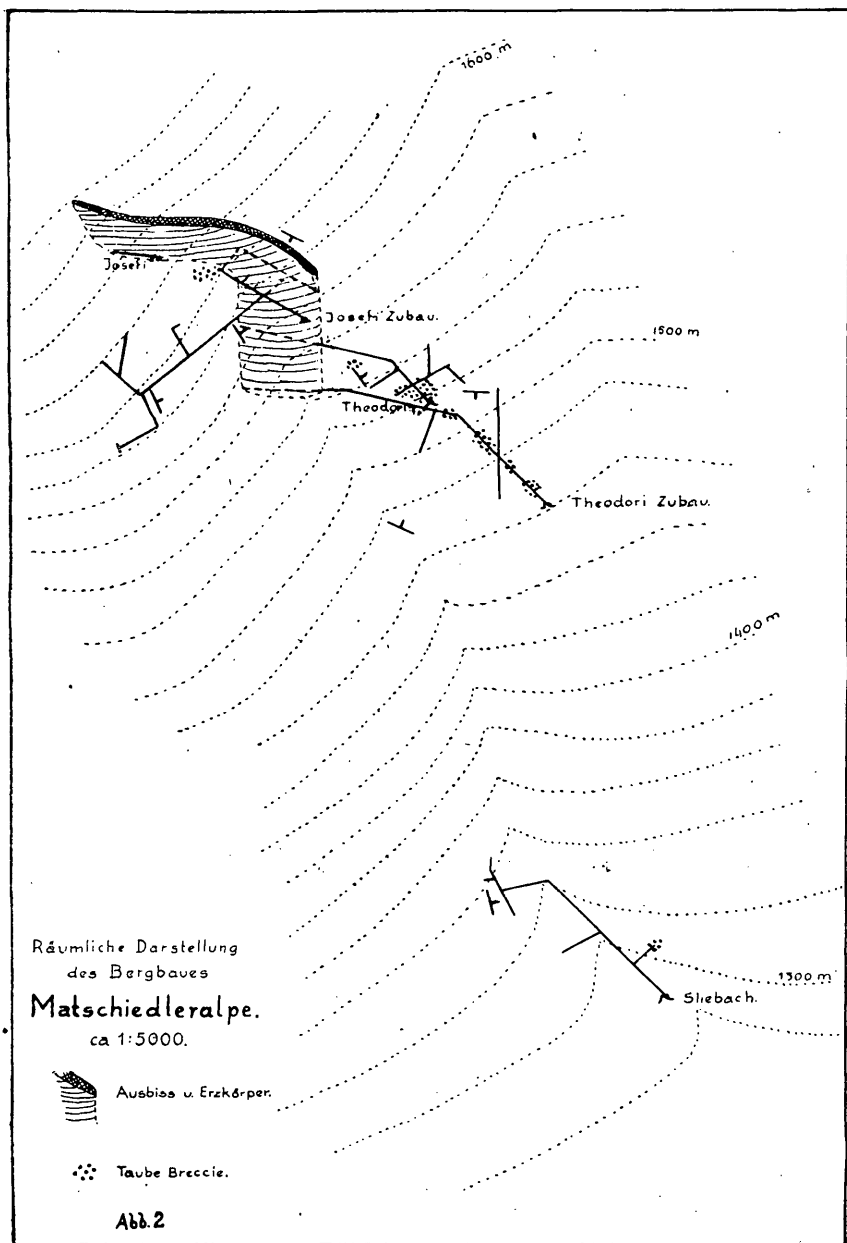 1600 m
Josefi
Josefi Zubau.
1500 m
Theodori
Theodori Zubau.
1400 m
1300 m
Sliebach.
Räumliche Darstellung
des Bergbaues
Matschiedleralpe.
ca 1:5000.
Ausbiss u. Erzkörper.
Taube Breccie.
Abb. 2